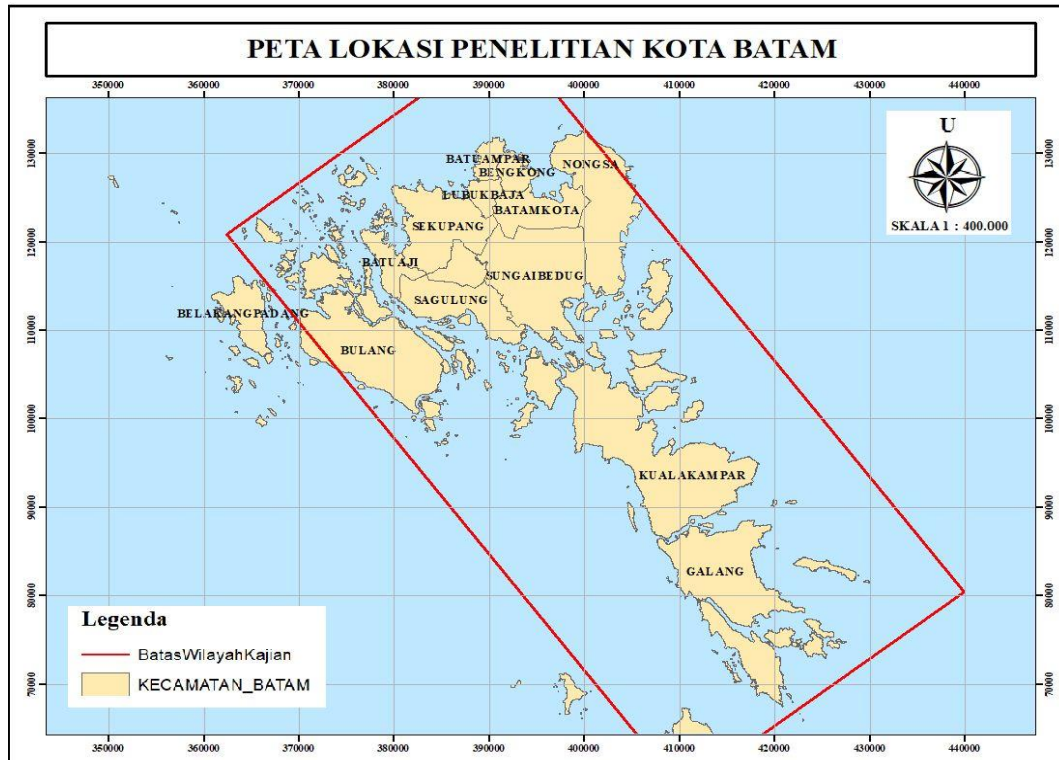 PETA LOKASI PENELITIAN KOTA BATAM
350000 360000 370000 380000 390000 400000 410000 420000 430000 440000
U
SKALA 1 : 400.000
130000 130000
120000 120000
110000 110000
100000 100000
90000 90000
80000 80000
70000 70000
BATUAMPAR
BENGKONG
NONGSA
LUBUKBAJA
BATAMKOTA
SEKUPANG
BATUAJI
SUNGAIBEDUG
SAGULUNG
BELAKANGPADANG
BULANG
KUALAKAMPAR
GALANG
Legenda
BatasWilayahKajian
KECAMATAN_BATAM
350000 360000 370000 380000 390000 400000 410000 420000 430000 440000